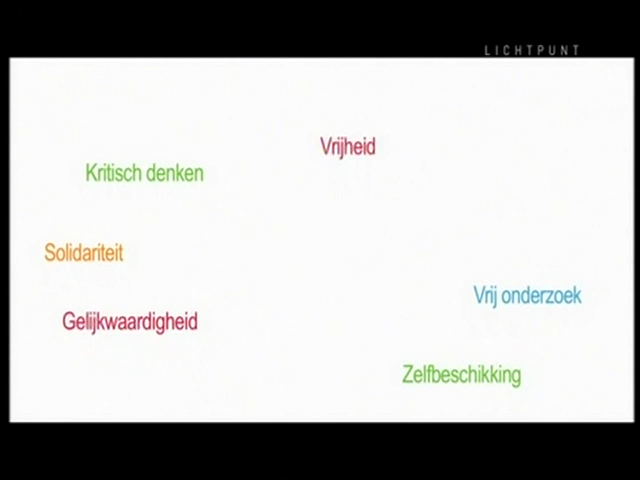 LICHTPUNT
Vrijheid
Kritisch denken
Solidariteit
Vrij onderzoek
Gelijkwaardigheid
Zelfbeschikking